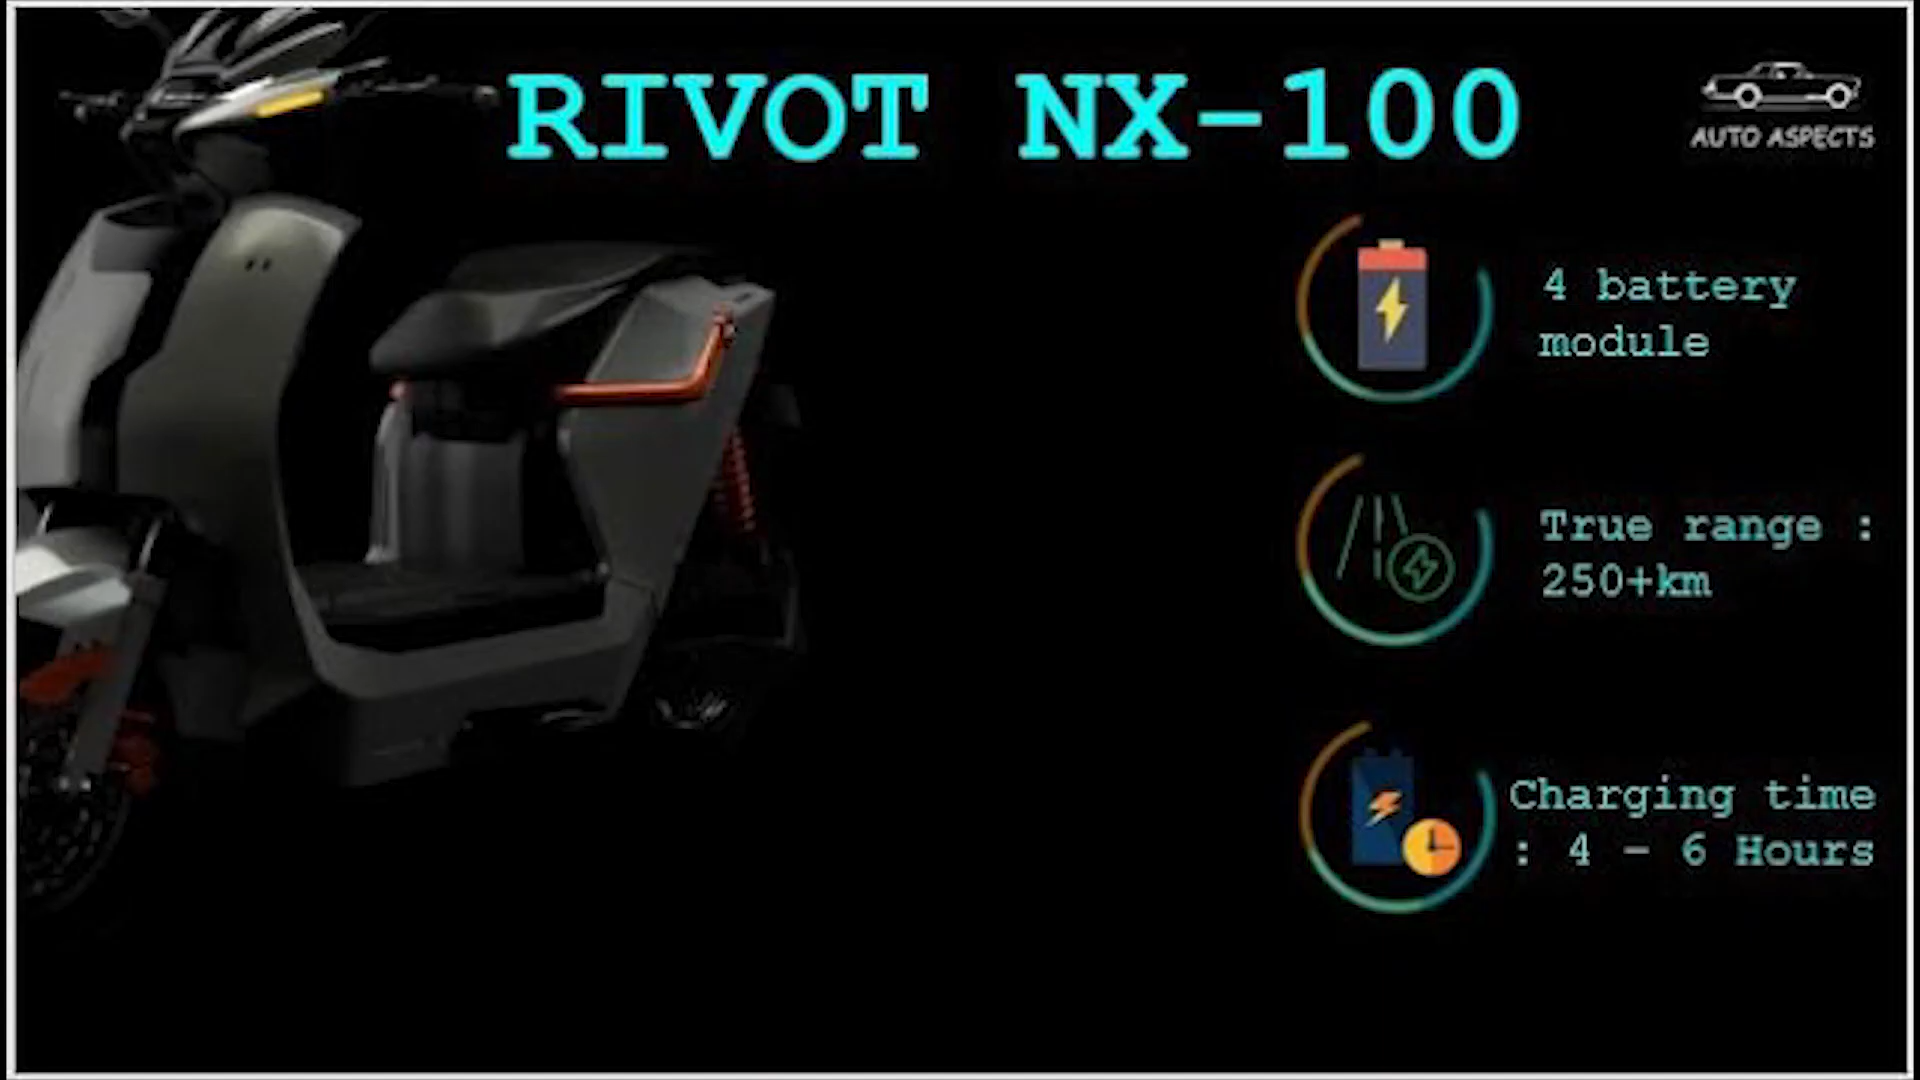 RIVOT NX-100
AUTO ASPECTS
4 battery
module
True range :
250+km
Charging time
: 4 - 6 Hours